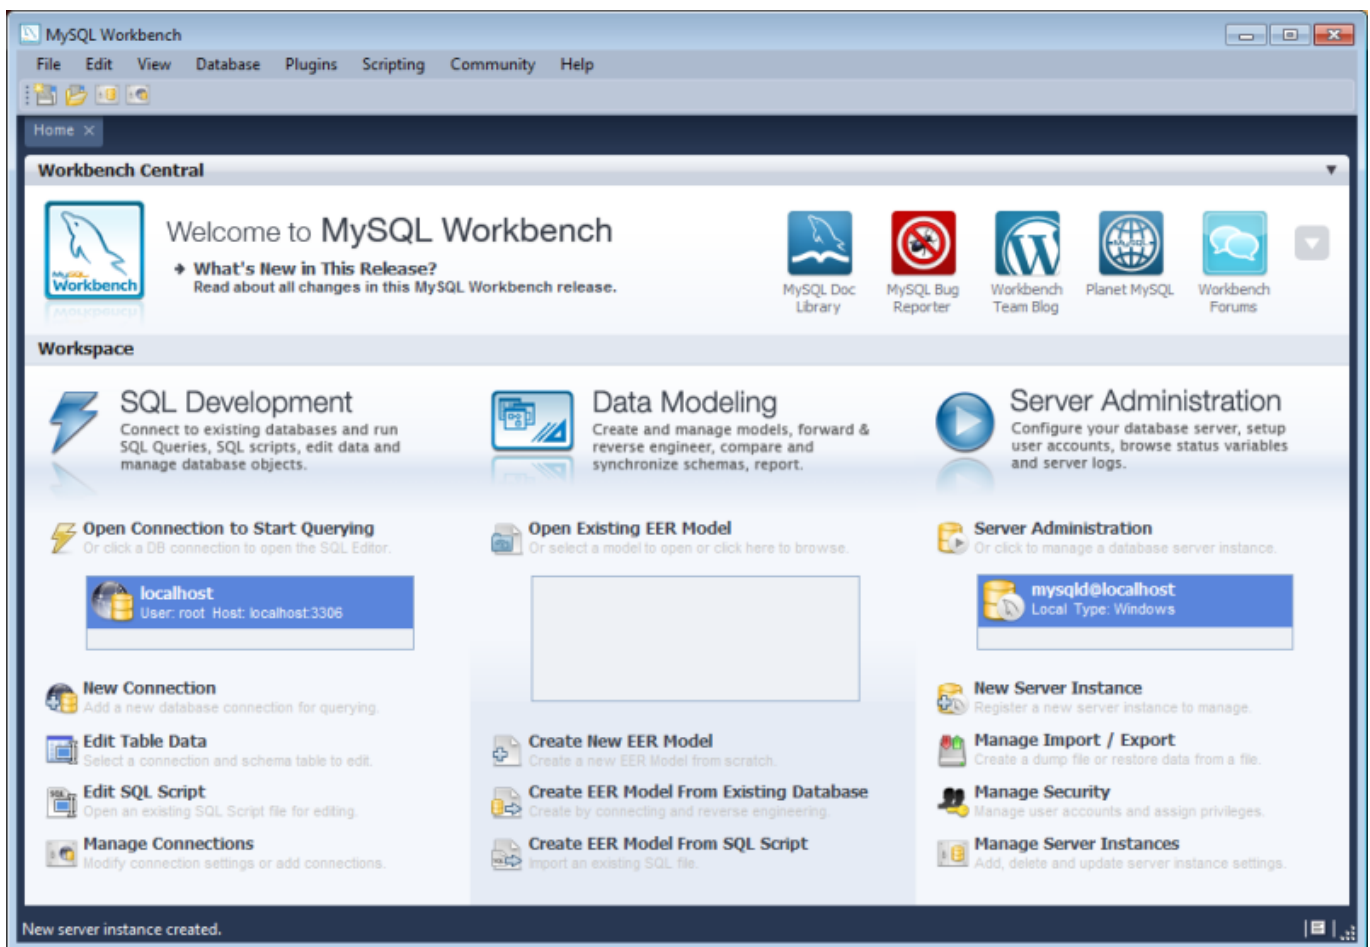 MySQL Workbench
File Edit View Database Plugins Scripting Community Help
Home
Workbench Central
MySQL
Workbench
Welcome to MySQL Workbench
What's New in This Release?
Read about all changes in this MySQL Workbench release.
MySQL Doc
Library
MySQL Bug
Reporter
Workbench
Team Blog
MySQL
Planet MySQL
Workbench
Forums
Workspace
SQL Development
Connect to existing databases and run
SQL Queries, SQL scripts, edit data and
manage database objects.
Open Connection to Start Querying
Or click a DB connection to open the SQL Editor.
localhost
User: root Host: localhost:3306
New Connection
Add a new database connection for querying.
Edit Table Data
Select a connection and schema table to edit.
Edit SQL Script
Open an existing SQL Script file for editing.
Manage Connections
Modify connection settings or add connections.
Data Modeling
Create and manage models, forward &
reverse engineer, compare and
synchronize schemas, report.
Open Existing EER Model
Or select a model to open or click here to browse.
Create New EER Model
Create a new EER Model from scratch.
Create EER Model From Existing Database
Create by connecting and reverse engineering.
Create EER Model From SQL Script
Import an existing SQL file.
Server Administration
Configure your database server, setup
user accounts, browse status variables
and server logs.
Server Administration
Or click to manage a database server instance.
mysqld@localhost
Local Type: Windows
New Server Instance
Register a new server instance to manage.
Manage Import / Export
Create a dump file or restore data from a file.
Manage Security
Manage user accounts and assign privileges.
Manage Server Instances
Add, delete and update server instance settings.
New server instance created.